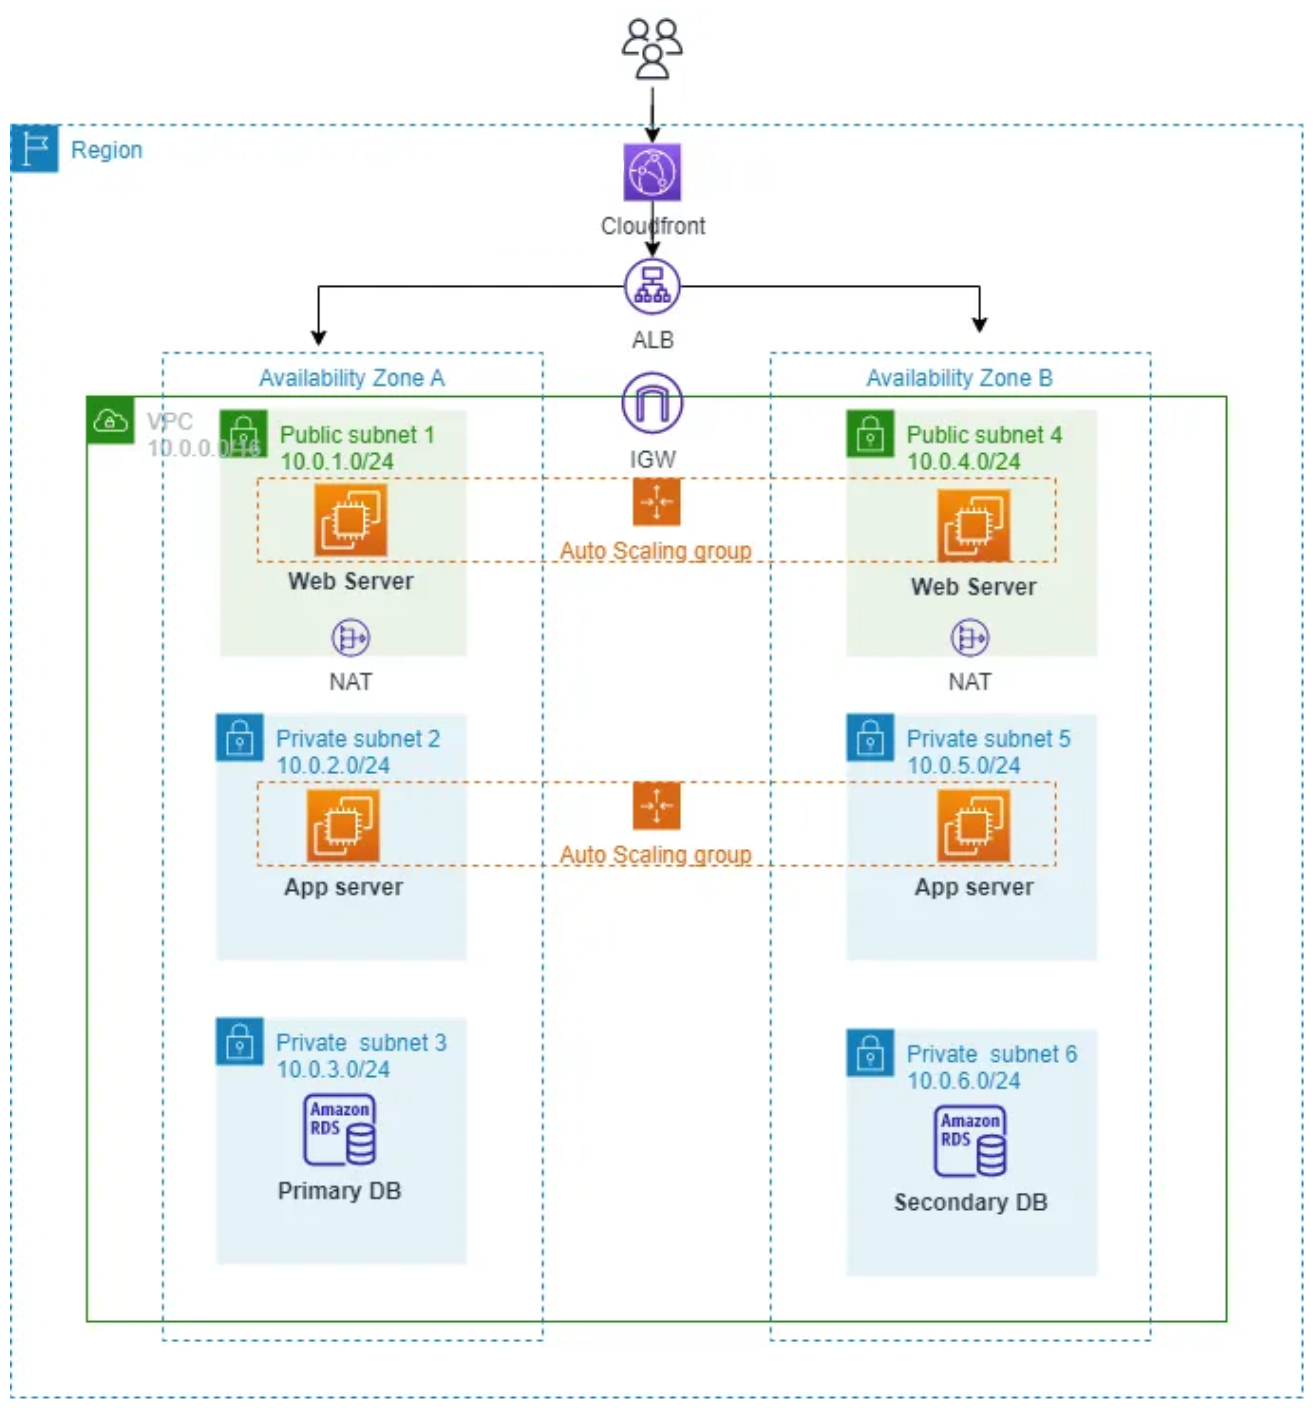 Region
Cloudfront
ALB
Availability Zone A
Availability Zone B
VPC
10.0.0.0/16
Public subnet 1
10.0.1.0/24
IGW
Public subnet 4
10.0.4.0/24
Auto Scaling group
Web Server
Web Server
NAT
NAT
Private subnet 2
10.0.2.0/24
Private subnet 5
10.0.5.0/24
Auto Scaling group
App server
App server
Private subnet 3
10.0.3.0/24
Private subnet 6
10.0.6.0/24
Amazon
RDS
Primary DB
Amazon
RDS
Secondary DB